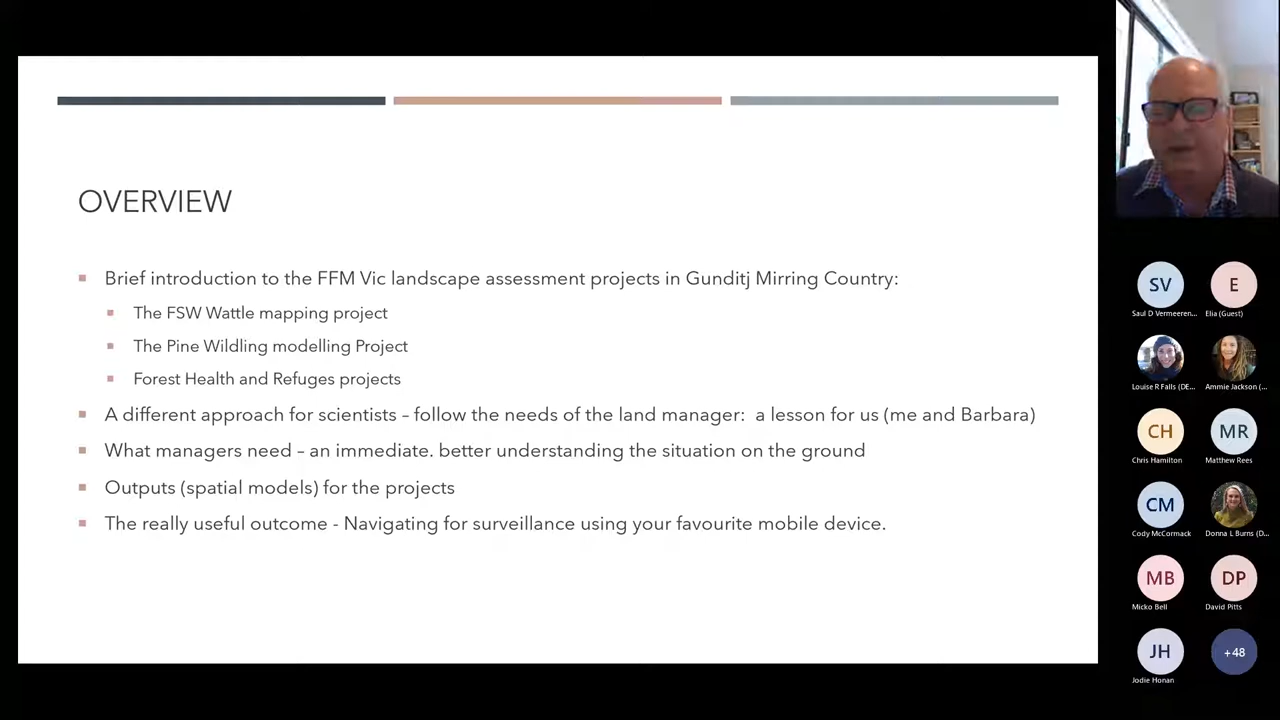 OVERVIEW
Brief introduction to the FFM Vic landscape assessment projects in Gunditj Mirring Country:
The FSW Wattle mapping project
The Pine Wildling modelling Project
Forest Health and Refuges projects
A different approach for scientists – follow the needs of the land manager:  a lesson for us (me and Barbara)
What managers need – an immediate. better understanding the situation on the ground
Outputs (spatial models) for the projects
The really useful outcome - Navigating for surveillance using your favourite mobile device.
SV
E
Saul D Vermeeren...
Elia (Guest)
Louise R Falls (DE...
Ammie Jackson (...
CH
MR
Chris Hamilton
Matthew Rees
CM
Cody McCormack
Donna L Burns (D...
MB
DP
Micko Bell
David Pitts
JH
+48
Jodie Honan